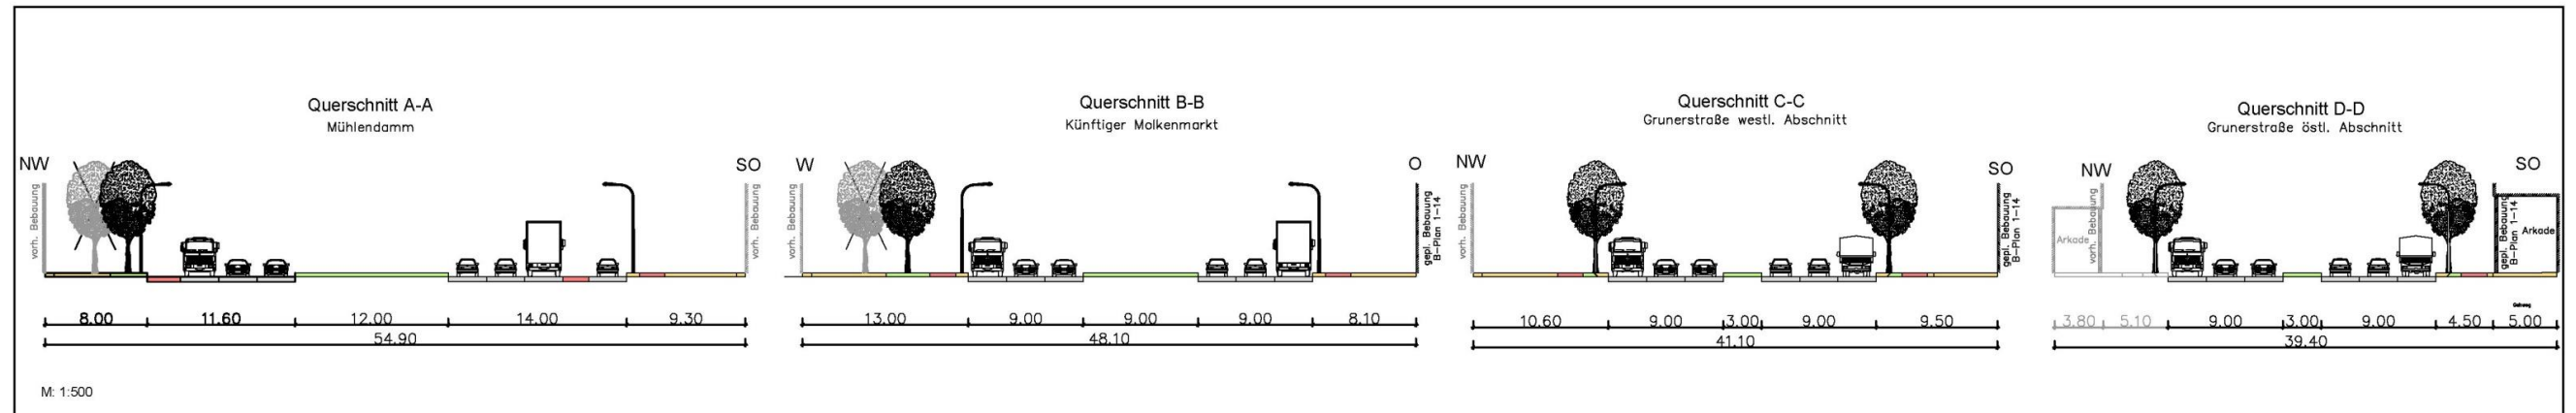 Querschnitt A-A
Mühlendamm
NW
SO
vorh. Bebauung
vorh. Bebauung
8.00 11.60 12.00 14.00 9.30
54.90
Querschnitt B-B
Künftiger Molkenmarkt
W
O
vorh. Bebauung
gepl. Bebauung
B-Plan 1-14
13.00 9.00 9.00 9.00 8.10
48.10
Querschnitt C-C
Grunerstraße westl. Abschnitt
NW
SO
vorh. Bebauung
gepl. Bebauung
B-Plan 1-14
10.60 9.00 3.00 9.00 9.50
41.10
Querschnitt D-D
Grunerstraße östl. Abschnitt
NW
SO
Arkade
vorh. Bebauung
gepl. Bebauung
B-Plan 1-14
Arkade
Gehweg
3.80 5.10 9.00 3.00 9.00 4.50 5.00
39.40
M: 1:500